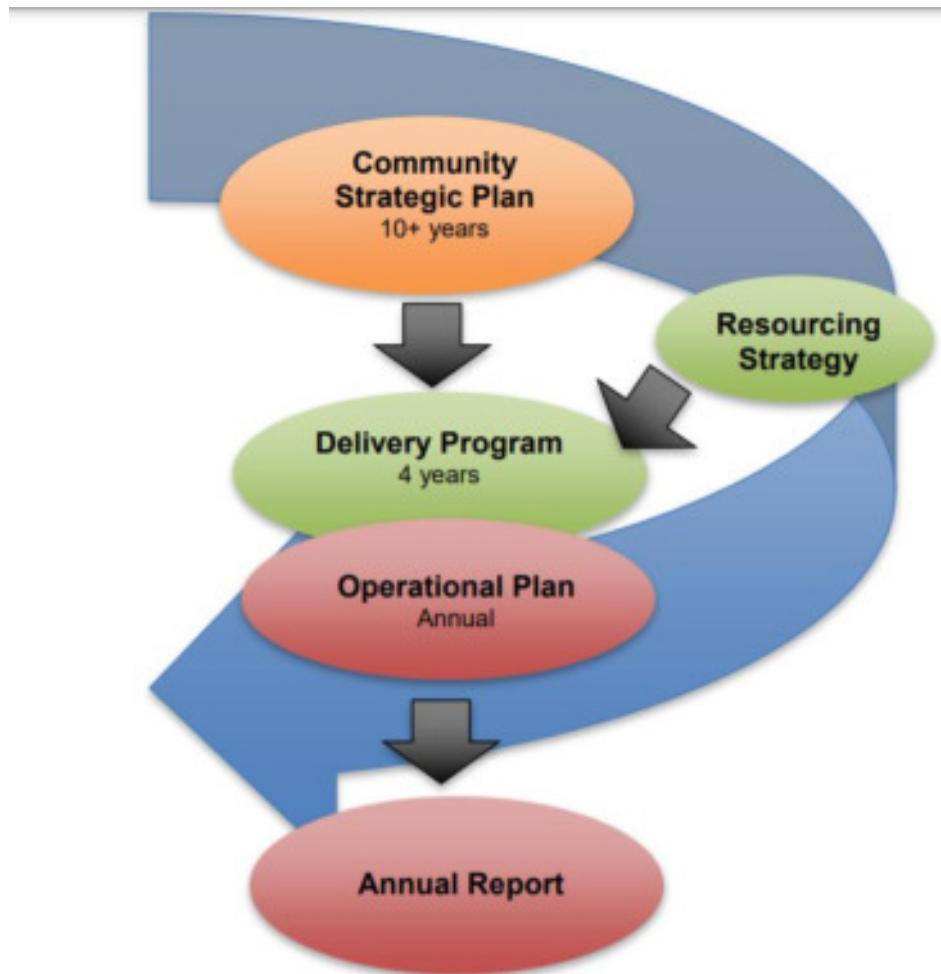 Community
Strategic Plan
10+ years
Resourcing
Strategy
Delivery Program
4 years
Operational Plan
Annual
Annual Report